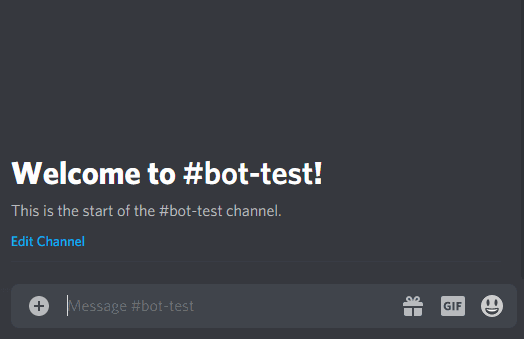 Welcome to #bot-test!
This is the start of the #bot-test channel.
Edit Channel
Message #bot-test
GIF